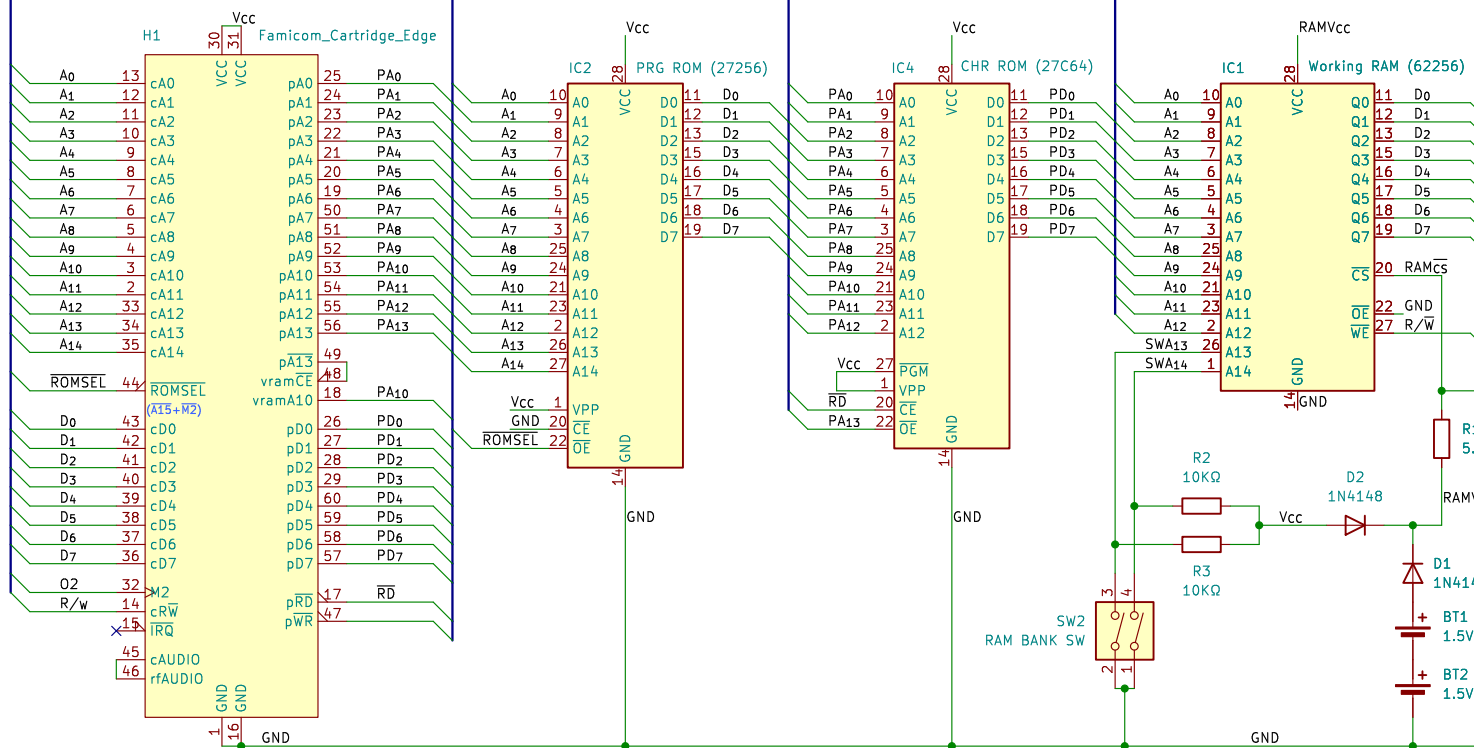 H1
Vcc
Famicom_Cartridge_Edge
30 31
VCC VCC
A0 13 cA0 pA0 25 PA0
A1 12 cA1 pA1 24 PA1
A2 11 cA2 pA2 23 PA2
A3 10 cA3 pA3 22 PA3
A4 9 cA4 pA4 21 PA4
A5 8 cA5 pA5 20 PA5
A6 7 cA6 pA6 19 PA6
A7 6 cA7 pA7 50 PA7
A8 5 cA8 pA8 51 PA8
A9 4 cA9 pA9 52 PA9
A10 3 cA10 pA10 53 PA10
A11 2 cA11 pA11 54 PA11
A12 33 cA12 pA12 55 PA12
A13 34 cA13 pA13 56 PA13
A14 35 cA14
pA13 49
vramCE 48
ROMSEL 44 ROMSEL
vramA10 18 PA10
(A15+M2)
D0 43 cD0 pD0 26 PD0
D1 42 cD1 pD1 27 PD1
D2 41 cD2 pD2 28 PD2
D3 40 cD3 pD3 29 PD3
D4 39 cD4 pD4 60 PD4
D5 38 cD5 pD5 59 PD5
D6 37 cD6 pD6 58 PD6
D7 36 cD7 pD7 57 PD7
O2 32 M2 pRD 17 RD
R/W 14 cRW pWR 47
15 IRQ
45 cAUDIO
46 rfAUDIO
GND GND
1 16
GND
Vcc
IC2 28 PRG ROM (27256)
VCC
A0 10 A0 D0 11 D0
A1 9 A1 D1 12 D1
A2 8 A2 D2 13 D2
A3 7 A3 D3 15 D3
A4 6 A4 D4 16 D4
A5 5 A5 D5 17 D5
A6 4 A6 D6 18 D6
A7 3 A7 D7 19 D7
A8 25 A8
A9 24 A9
A10 21 A10
A11 23 A11
A12 2 A12
A13 26 A13
A14 27 A14
Vcc 1 VPP
GND 20 CE
ROMSEL 22 OE
GND
14
GND
Vcc
IC4 28 CHR ROM (27C64)
VCC
PA0 10 A0 D0 11 PD0
PA1 9 A1 D1 12 PD1
PA2 8 A2 D2 13 PD2
PA3 7 A3 D3 15 PD3
PA4 6 A4 D4 16 PD4
PA5 5 A5 D5 17 PD5
PA6 4 A6 D6 18 PD6
PA7 3 A7 D7 19 PD7
PA8 25 A8
PA9 24 A9
PA10 21 A10
PA11 23 A11
PA12 2 A12
Vcc 27 PGM
1 VPP
RD 20 CE
PA13 22 OE
GND
14
GND
RAMVcc
IC1 28 Working RAM (62256)
VCC
A0 10 A0 Q0 11 D0
A1 9 A1 Q1 12 D1
A2 8 A2 Q2 13 D2
A3 7 A3 Q3 15 D3
A4 6 A4 Q4 16 D4
A5 5 A5 Q5 17 D5
A6 4 A6 Q6 18 D6
A7 3 A7 Q7 19 D7
A8 25 A8
A9 24 A9 CS 20 RAMCS
A10 21 A10
A11 23 A11 OE 22 GND
A12 2 A12 WE 27 R/W
SWA13 26 A13
SWA14 1 A14
GND
14 GND
R2
10KΩ
R3
10KΩ
Vcc
D2
1N4148
D1
SW2
RAM BANK SW
3 4
2 1
+ BT1
1.5V
+ BT2
1.5V
GND